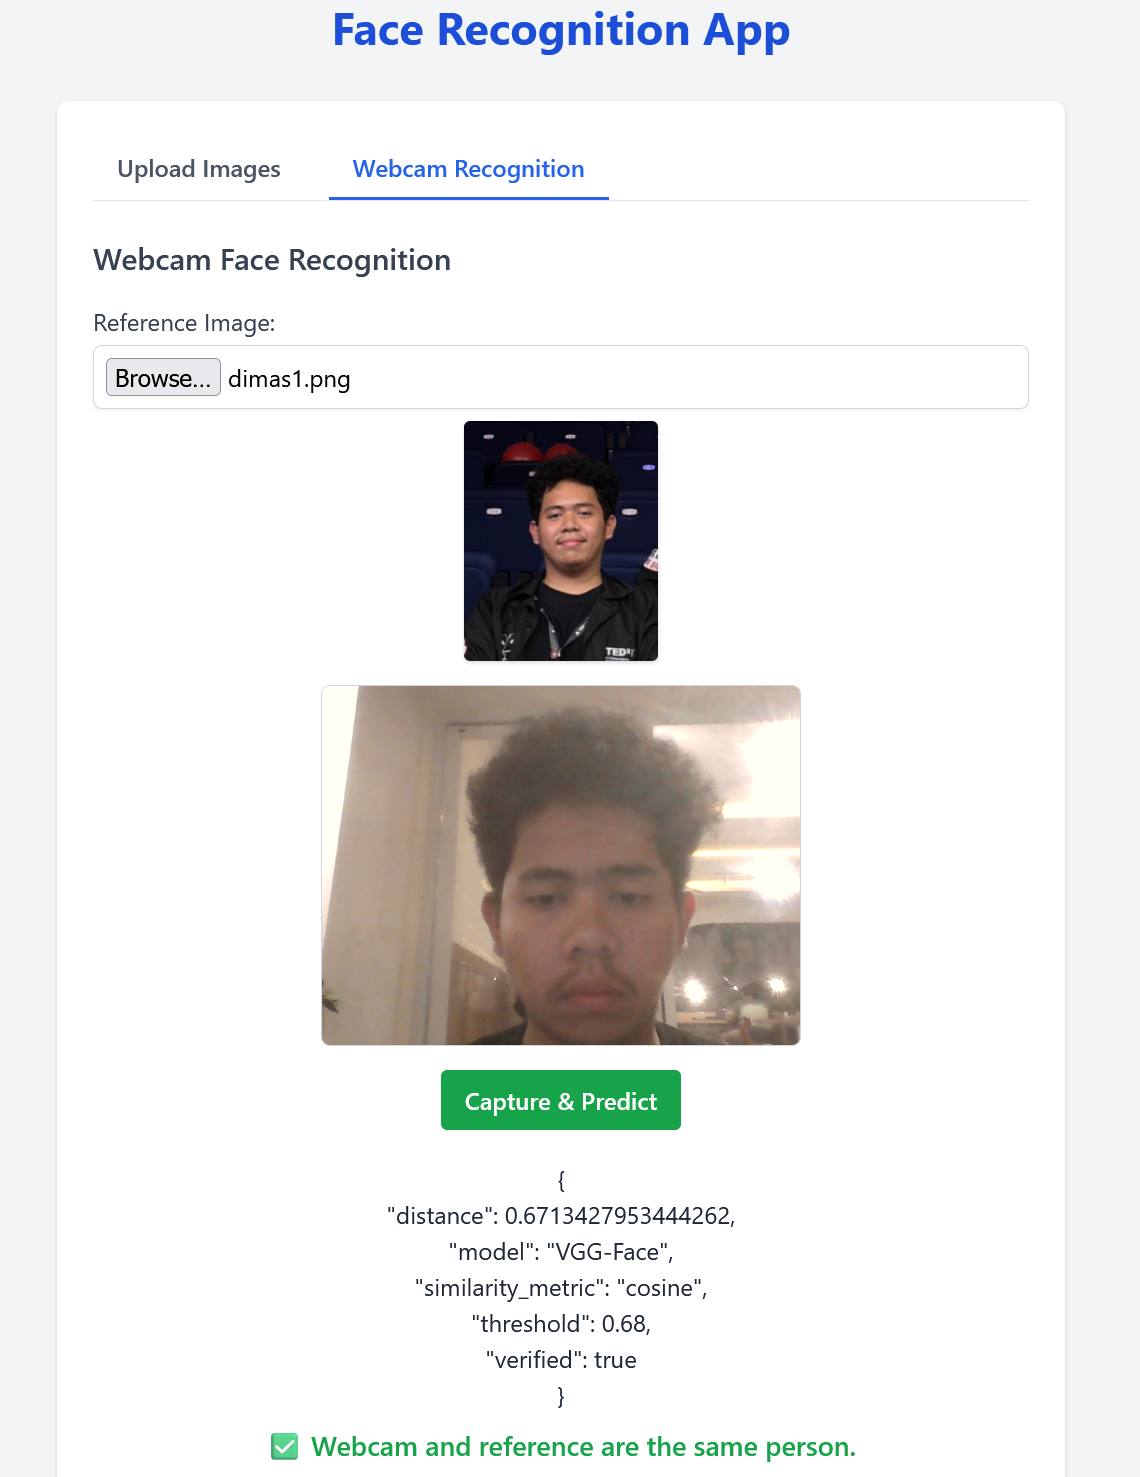 Face Recognition App
Upload Images
Webcam Recognition
Webcam Face Recognition
Reference Image:
Browse... dimas1.png
TEDx
Capture & Predict
{
"distance": 0.6713427953444262,
"model": "VGG-Face",
"similarity_metric": "cosine",
"threshold": 0.68,
"verified": true
}
✅ Webcam and reference are the same person.